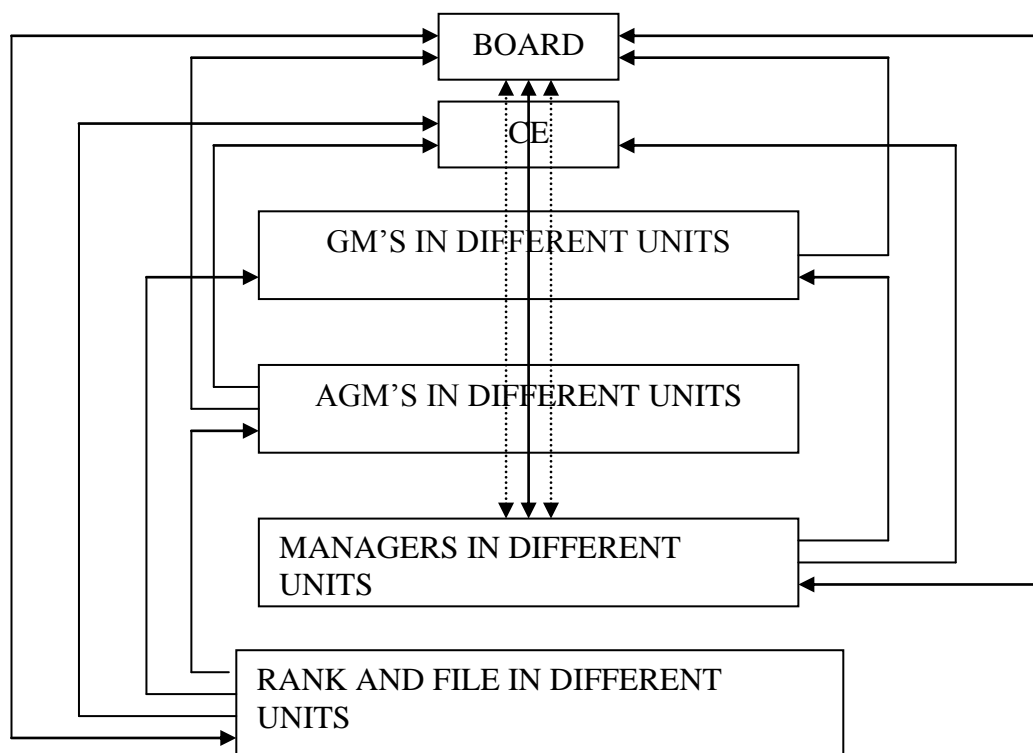 BOARD
CE
GM’S IN DIFFERENT UNITS
AGM’S IN DIFFERENT UNITS
MANAGERS IN DIFFERENT
UNITS
RANK AND FILE IN DIFFERENT
UNITS